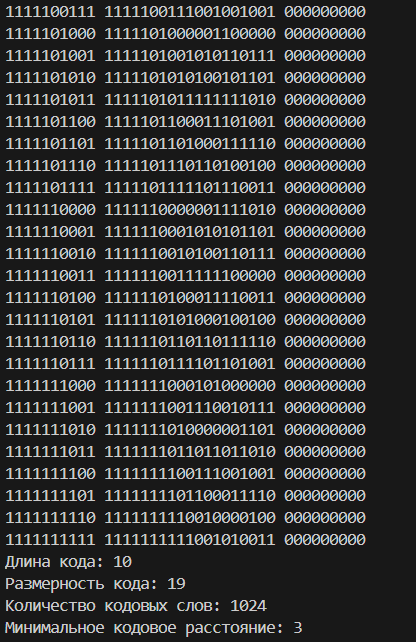 1111100111 1111100111001001001 000000000
1111101000 1111101000001100000 000000000
1111101001 1111101001010110111 000000000
1111101010 1111101010100101101 000000000
1111101011 1111101011111111010 000000000
1111101100 1111101100011101001 000000000
1111101101 1111101101000111110 000000000
1111101110 1111101110110100100 000000000
1111101111 1111101111101110011 000000000
1111110000 1111110000001111010 000000000
1111110001 1111110001010101101 000000000
1111110010 1111110010100110111 000000000
1111110011 1111110011111100000 000000000
1111110100 1111110100011110011 000000000
1111110101 1111110101000100100 000000000
1111110110 1111110110110111110 000000000
1111110111 1111110111101101001 000000000
1111111000 1111111000101000000 000000000
1111111001 1111111001110010111 000000000
1111111010 1111111010000001101 000000000
1111111011 1111111011011011010 000000000
1111111100 1111111100111001001 000000000
1111111101 1111111101100011110 000000000
1111111110 1111111110010000100 000000000
1111111111 1111111111001010011 000000000
Длина кода: 10
Размерность кода: 19
Количество кодовых слов: 1024
Минимальное кодовое расстояние: 3